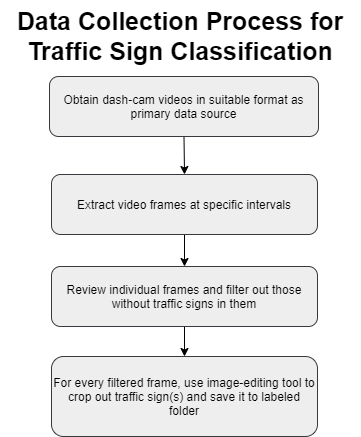 Data Collection Process for
Traffic Sign Classification
Obtain dash-cam videos in suitable format as
primary data source
Extract video frames at specific intervals
Review individual frames and filter out those
without traffic signs in them
For every filtered frame, use image-editing tool to
crop out traffic sign(s) and save it to labeled
folder